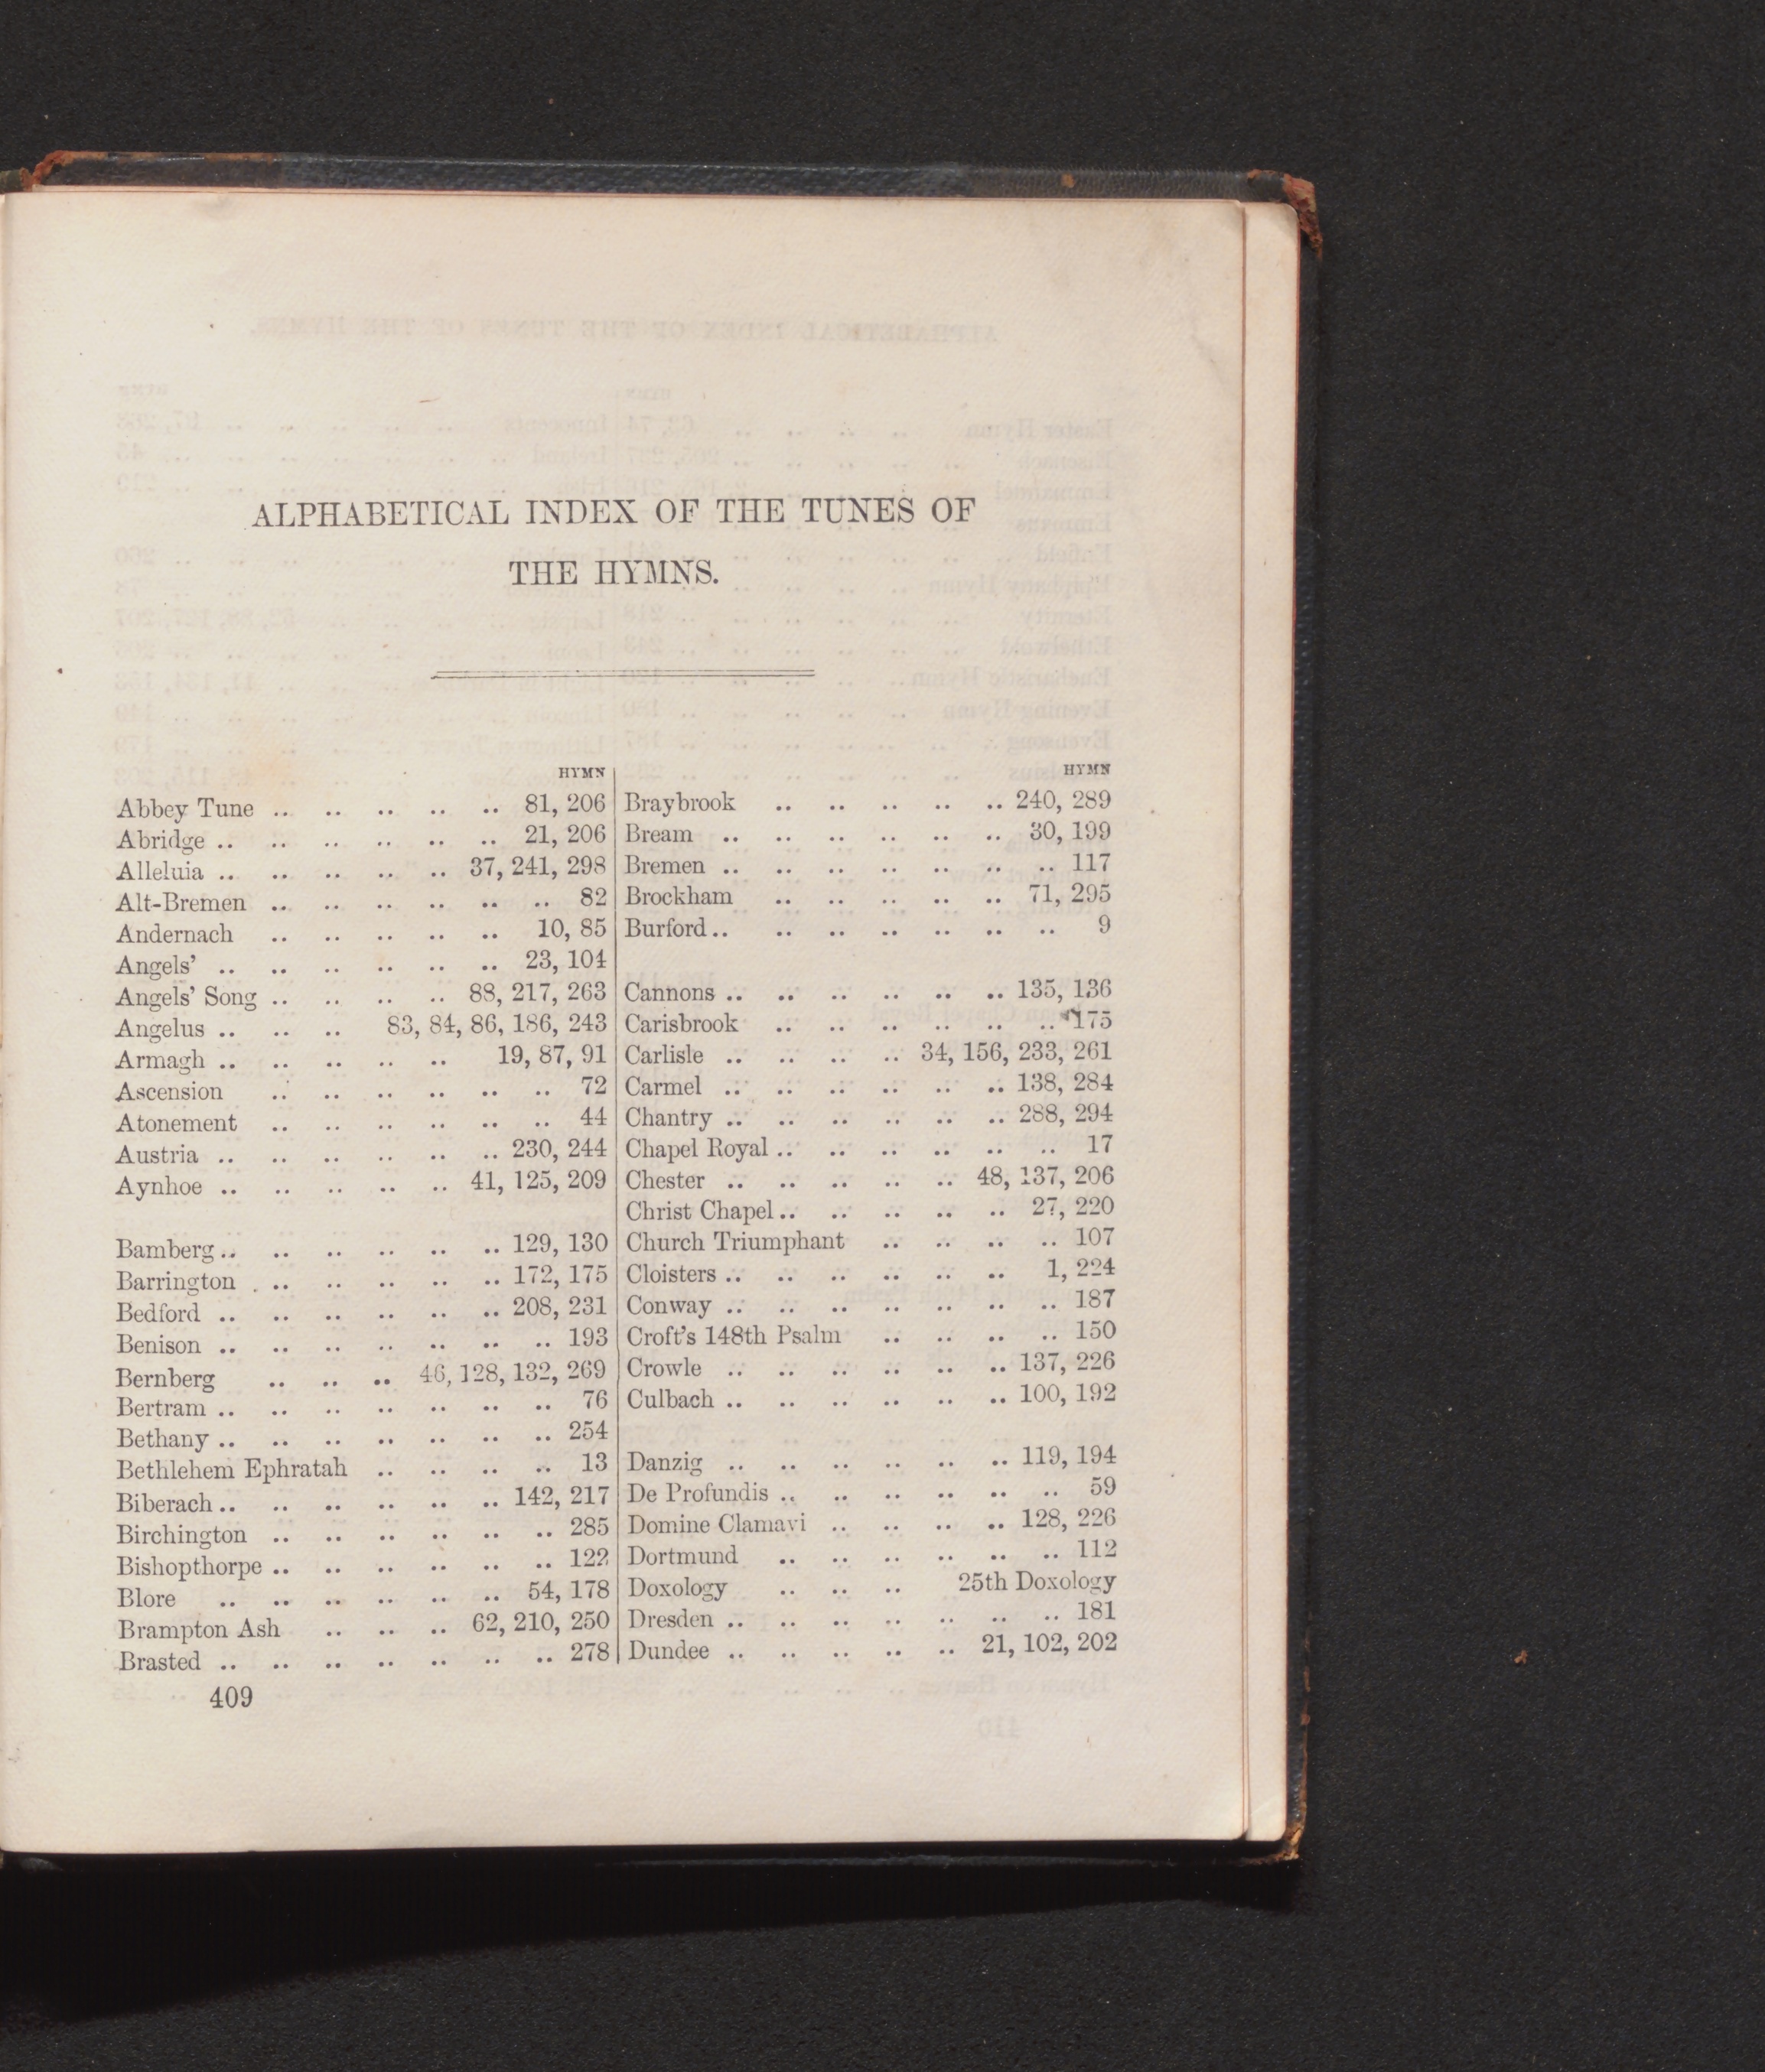 ALPHABETICAL INDEX OF THE TUNES OF
THE HYMNS.
HYMN
Abbey Tune .. .. .. .. .. 81, 206
Abridge .. .. .. .. .. .. 21, 206
Alleluia .. .. .. .. .. 37, 241, 298
Alt-Bremen .. .. .. .. .. .. 82
Andernach .. .. .. .. .. 10, 85
Angels' .. .. .. .. .. .. 23, 104
Angels' Song .. .. .. .. 88, 217, 263
Angelus .. .. .. 83, 84, 86, 186, 243
Armagh .. .. .. .. .. 19, 87, 91
Ascension .. .. .. .. .. .. 72
Atonement .. .. .. .. .. .. 44
Austria .. .. .. .. .. .. 230, 244
Aynhoe .. .. .. .. .. 41, 125, 209
Bamberg .. .. .. .. .. .. 129, 130
Barrington .. .. .. .. .. 172, 175
Bedford .. .. .. .. .. .. 208, 231
Benison .. .. .. .. .. .. .. 193
Bernberg .. .. .. 46, 128, 132, 269
Bertram .. .. .. .. .. .. .. 76
Bethany .. .. .. .. .. .. .. 254
Bethlehem Ephratah .. .. .. .. 13
Biberach .. .. .. .. .. .. 142, 217
Birchington .. .. .. .. .. .. 285
Bishopthorpe .. .. .. .. .. .. 122
Blore .. .. .. .. .. .. 54, 178
Brampton Ash .. .. .. 62, 210, 250
Brasted .. .. .. .. .. .. .. 278
HYMN
Braybrook .. .. .. .. .. 240, 289
Bream .. .. .. .. .. .. 30, 199
Bremen .. .. .. .. .. .. .. 117
Brockham .. .. .. .. .. 71, 295
Burford .. .. .. .. .. .. .. 9
Cannons .. .. .. .. .. .. 135, 136
Carisbrook .. .. .. .. .. .. 175
Carlisle .. .. .. .. 34, 156, 233, 261
Carmel .. .. .. .. .. .. 138, 284
Chantry .. .. .. .. .. .. 288, 294
Chapel Royal .. .. .. .. .. .. 17
Chester .. .. .. .. .. 48, 137, 206
Christ Chapel .. .. .. .. .. 27, 220
Church Triumphant .. .. .. .. 107
Cloisters .. .. .. .. .. .. 1, 224
Conway .. .. .. .. .. .. .. 187
Croft's 148th Psalm .. .. .. .. 150
Crowle .. .. .. .. .. .. 137, 226
Culbach .. .. .. .. .. .. 100, 192
Danzig .. .. .. .. .. .. 119, 194
De Profundis .. .. .. .. .. .. 59
Domine Clamavi .. .. .. .. 128, 226
Dortmund .. .. .. .. .. .. 112
Doxology .. .. .. 25th Doxology
Dresden .. .. .. .. .. .. .. 181
Dundee .. .. .. .. .. 21, 102, 202
409